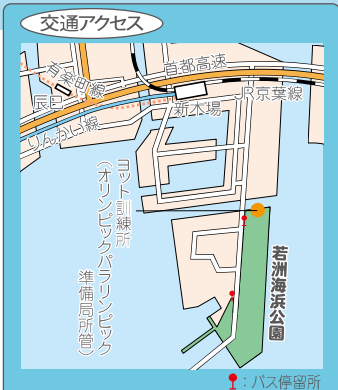 交通アクセス
首都高速
有楽町線
辰巳
新木場
JR京葉線
りんかい線
ヨット訓練所
(オリンピックパラリンピック
準備局所管)
若洲海浜公園
:バス停留所